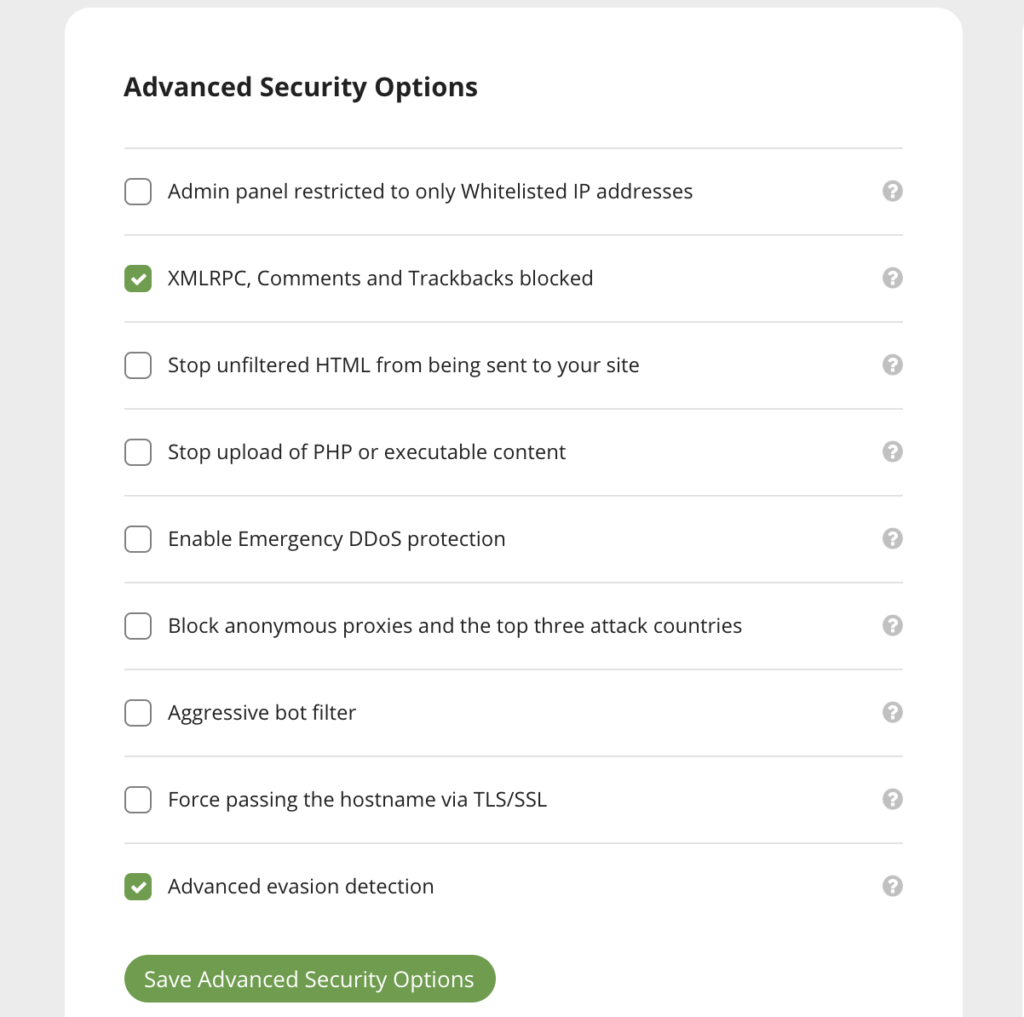 Advanced Security Options
Admin panel restricted to only Whitelisted IP addresses
?
XMLRPC, Comments and Trackbacks blocked
?
Stop unfiltered HTML from being sent to your site
?
Stop upload of PHP or executable content
?
Enable Emergency DDoS protection
?
Block anonymous proxies and the top three attack countries
?
Aggressive bot filter
?
Force passing the hostname via TLS/SSL
?
Advanced evasion detection
?
Save Advanced Security Options